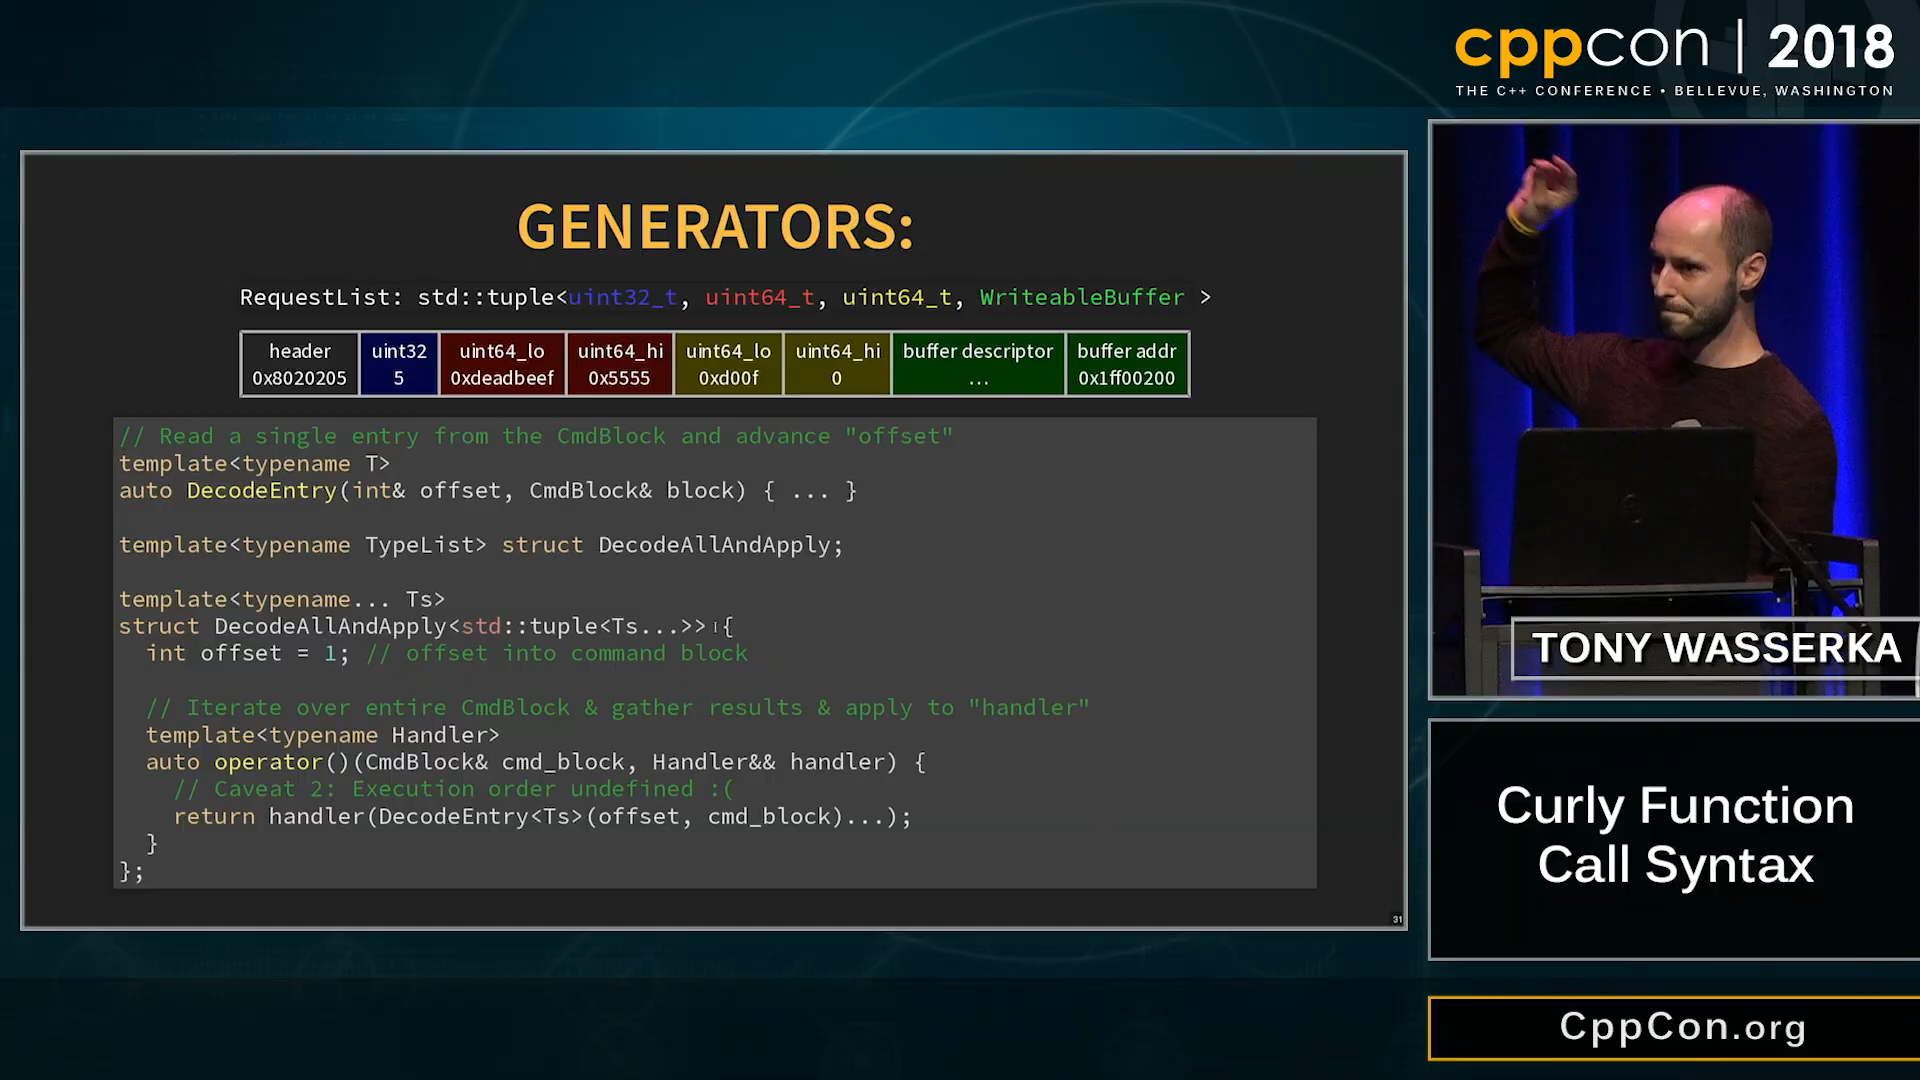 cppcon | 2018
THE C++ CONFERENCE • BELLEVUE, WASHINGTON
GENERATORS:
RequestList: std::tuple<uint32_t, uint64_t, uint64_t, WriteableBuffer >
header uint32 uint64_lo uint64_hi uint64_lo uint64_hi buffer descriptor buffer addr
0x8020205 5 0xdeadbeef 0x5555 0xd00f 0 ... 0x1ff00200
// Read a single entry from the CmdBlock and advance "offset"
template<typename T>
auto DecodeEntry(int& offset, CmdBlock& block) { ... }
template<typename TypeList> struct DecodeAllAndApply;
template<typename... Ts>
struct DecodeAllAndApply<std::tuple<Ts...>> {
int offset = 1; // offset into command block
// Iterate over entire CmdBlock & gather results & apply to "handler"
template<typename Handler>
auto operator()(CmdBlock& cmd_block, Handler&& handler) {
// Caveat 2: Execution order undefined :(
return handler(DecodeEntry<Ts>(offset, cmd_block)...);
}
};
31
TONY WASSERKA
Curly Function
Call Syntax
CppCon.org